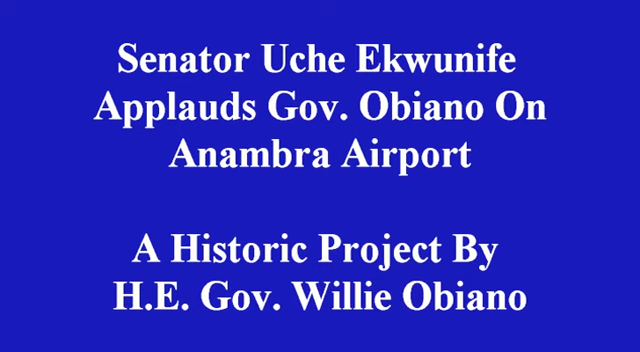 Senator Uche Ekwunife
Applauds Gov. Obiano On
Anambra Airport
A Historic Project By
H.E. Gov. Willie Obiano